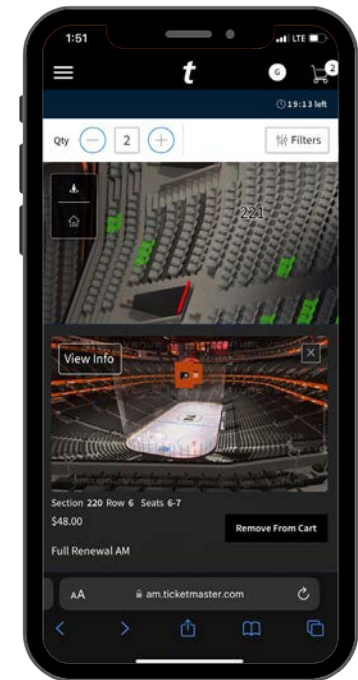 1:51 LTE
t G 2
19:13 left
Qty 2 Filters
221
View Info
Section 220 Row 6 Seats 6-7
$48.00 Remove From Cart
Full Renewal AM
AA am.ticketmaster.com